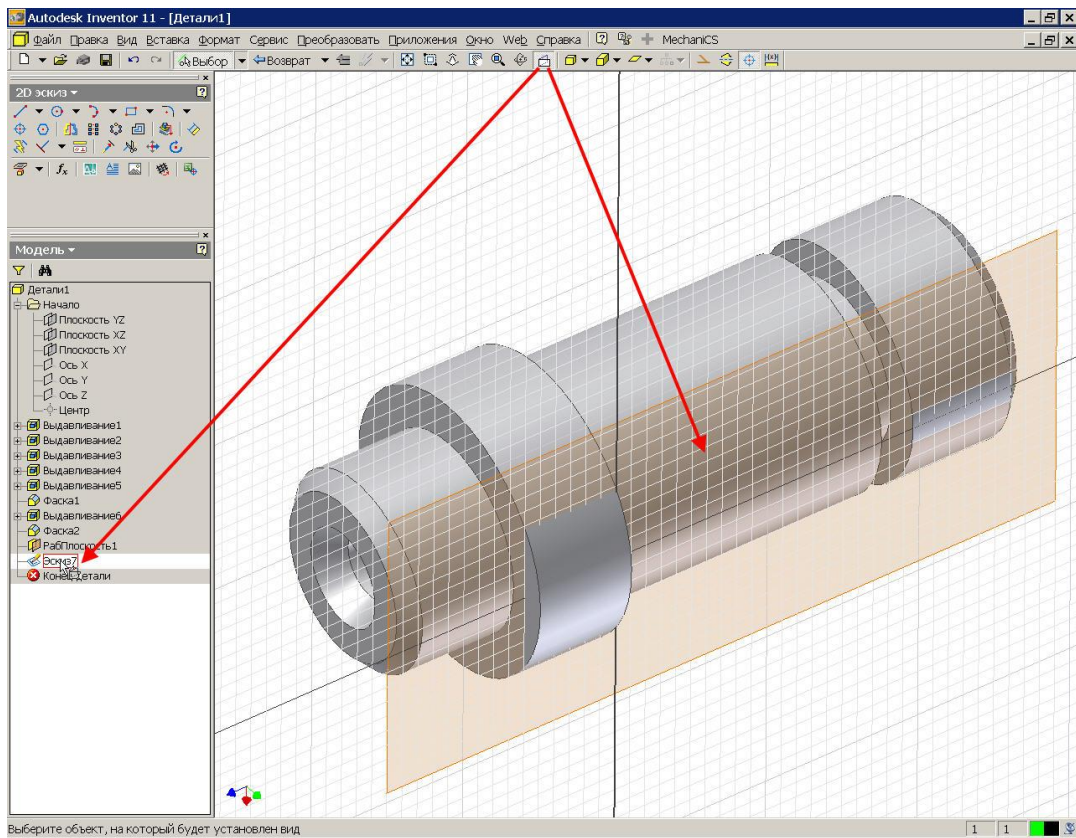 Autodesk Inventor 11 - [Детали1]
Файл Правка Вид Вставка Формат Сервис Преобразовать Приложения Окно Web Справка MechaniCS
Выбор Возврат
2D эскиз
fx
Модель
Детали1
Начало
Плоскость YZ
Плоскость XZ
Плоскость XY
Ось X
Ось Y
Ось Z
Центр
Выдавливание1
Выдавливание2
Выдавливание3
Выдавливание4
Выдавливание5
Фаска1
Выдавливание6
Фаска2
РабПлоскость1
Эскиз7
Конец Детали
Выберите объект, на который будет установлен вид
1 1